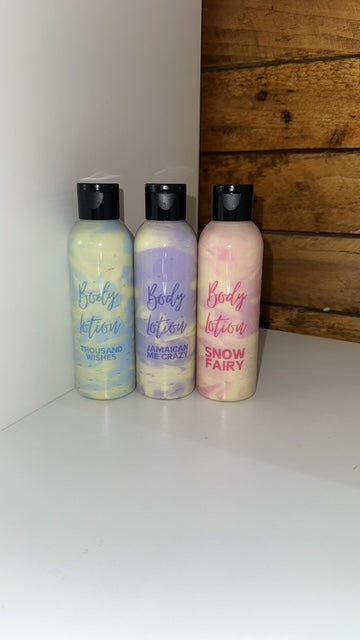 Body
lotion
THOUSAND
WISHES
Body
lotion
JAMAICAN
ME CRAZY
Body
lotion
SNOW
FAIRY